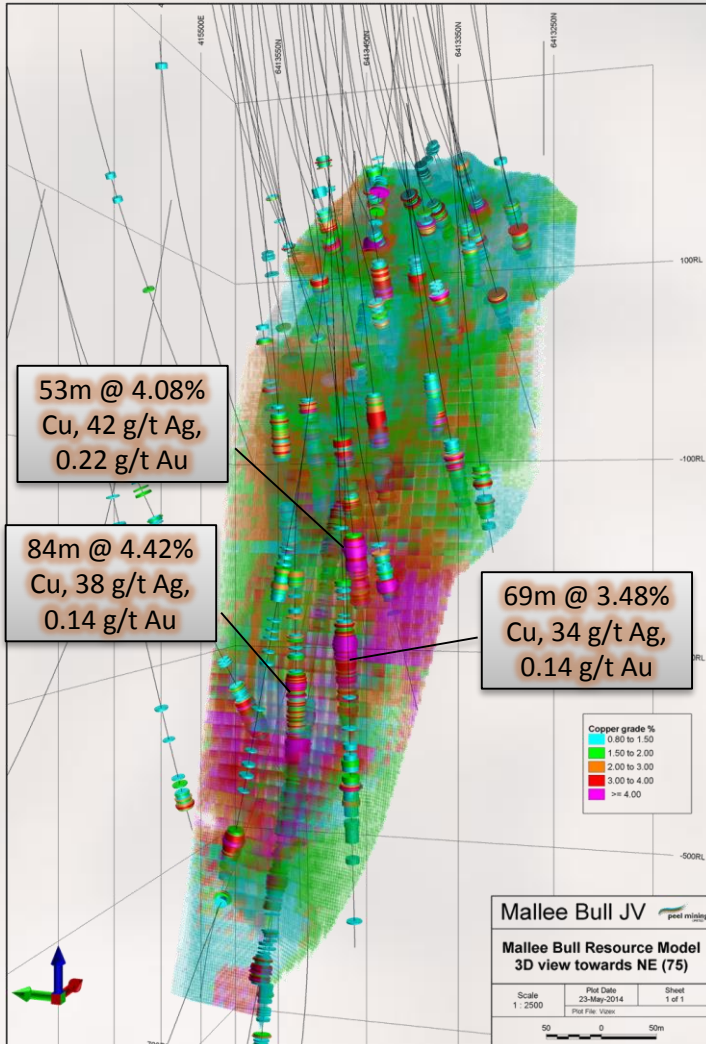 415500E
6413550N
6413450N
6413350N
6413250N
100RL
-100RL
53m @ 4.08%
Cu, 42 g/t Ag,
0.22 g/t Au
84m @ 4.42%
Cu, 38 g/t Ag,
0.14 g/t Au
69m @ 3.48%
Cu, 34 g/t Ag,
0.14 g/t Au
Copper grade %
0.80 to 1.50
1.50 to 2.00
2.00 to 3.00
3.00 to 4.00
>= 4.00
-500RL
Mallee Bull JV
peel mining
Mallee Bull Resource Model
3D view towards NE (75)
Scale
1 : 2500
Plot Date
23-May-2014
Sheet
1 of 1
Plot File: Vizex
50 0 50m